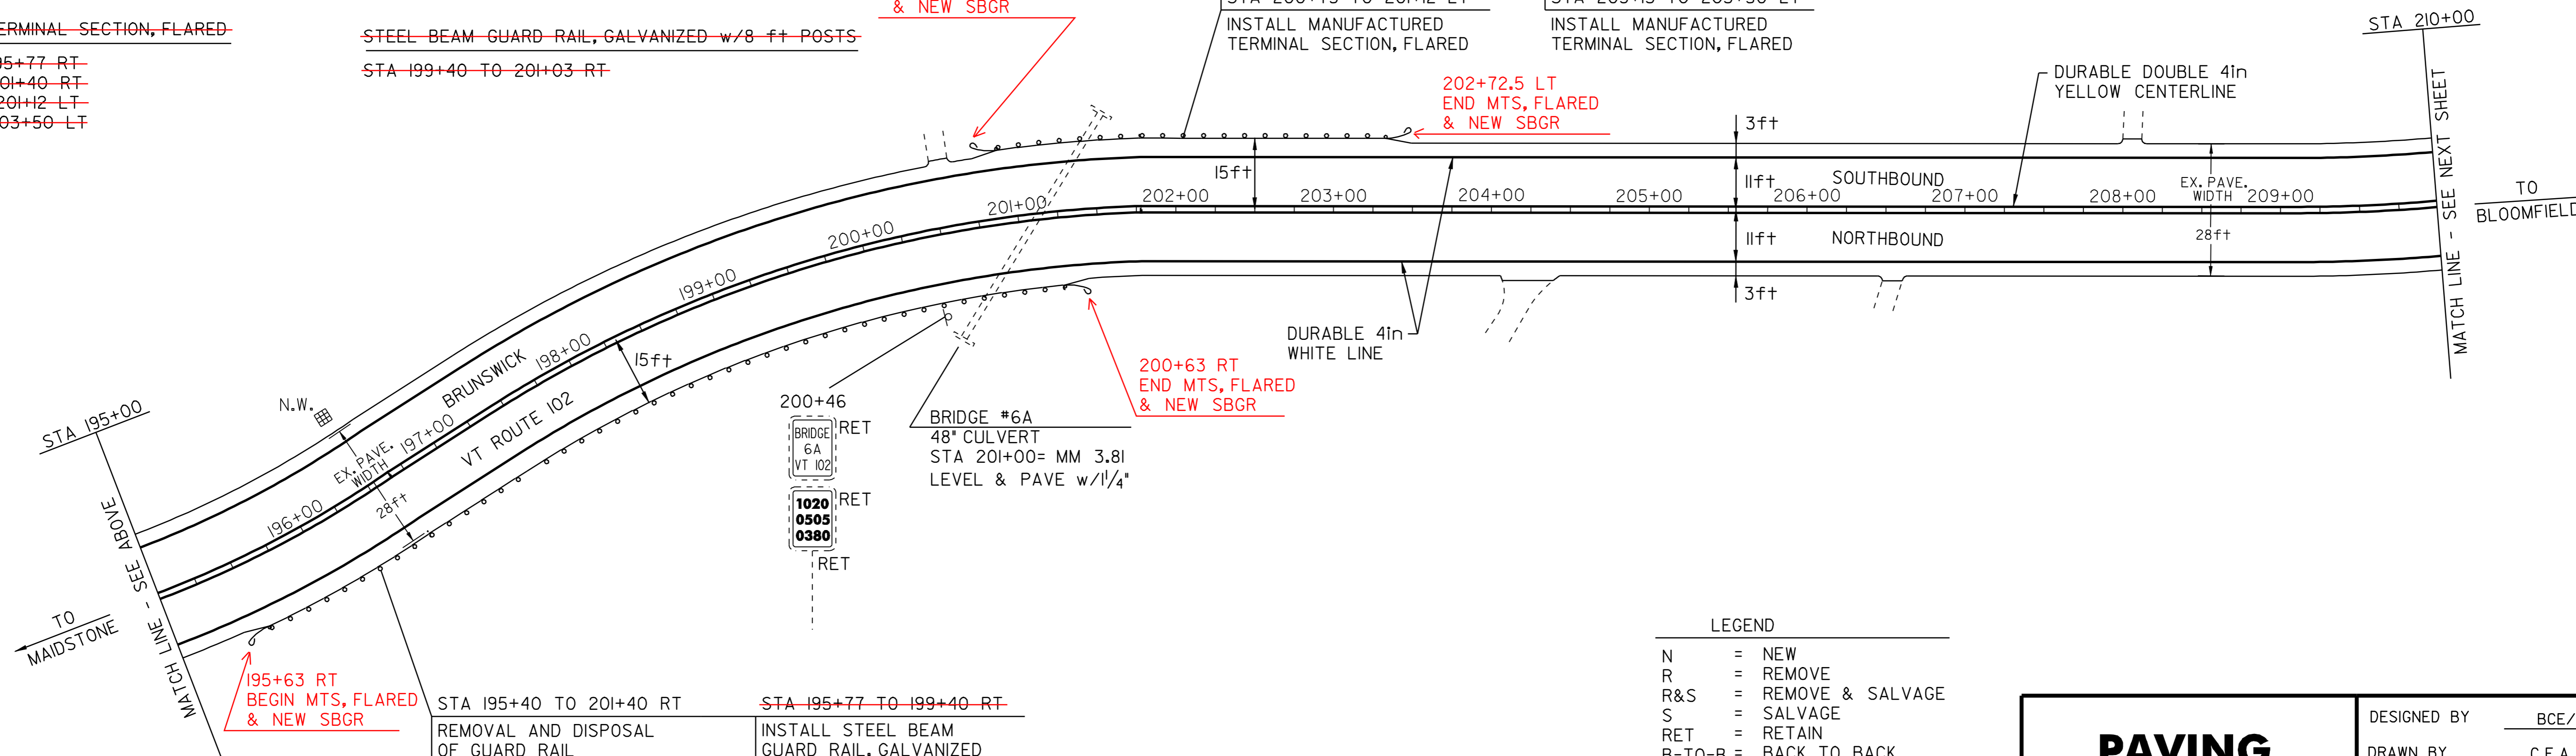 & NEW SBGR
TERMINAL SECTION, FLARED
95+77 RT
01+40 RT
201+12 LT
03+50 LT
STEEL BEAM GUARD RAIL, GALVANIZED w/8 ft POSTS
STA 199+40 TO 201+03 RT
INSTALL MANUFACTURED
TERMINAL SECTION, FLARED
INSTALL MANUFACTURED
TERMINAL SECTION, FLARED
STA 210+00
202+72.5 LT
END MTS, FLARED
& NEW SBGR
DURABLE DOUBLE 4in
YELLOW CENTERLINE
3ft
15ft
11ft
SOUTHBOUND
EX. PAVE.
WIDTH
28ft
196+00
197+00
198+00
199+00
200+00
201+00
202+00
203+00
204+00
205+00
206+00
207+00
208+00
209+00
11ft
NORTHBOUND
3ft
MATCH LINE - SEE NEXT SHEET
TO
BLOOMFIELD
DURABLE 4in
WHITE LINE
BRUNSWICK
VT ROUTE 102
15ft
N.W.
EX. PAVE.
WIDTH
28ft
STA 195+00
MATCH LINE - SEE ABOVE
TO
MAIDSTONE
200+63 RT
END MTS, FLARED
& NEW SBGR
200+46
BRIDGE
6A
VT 102
RET
1020
0505
0380
RET
RET
BRIDGE #6A
48" CULVERT
STA 201+00= MM 3.81
LEVEL & PAVE w/1¼"
195+63 RT
BEGIN MTS, FLARED
& NEW SBGR
STA 195+40 TO 201+40 RT
REMOVAL AND DISPOSAL
OF GUARD RAIL
STA 195+77 TO 199+40 RT
INSTALL STEEL BEAM
GUARD RAIL, GALVANIZED
LEGEND
N = NEW
R = REMOVE
R&S = REMOVE & SALVAGE
S = SALVAGE
RET = RETAIN
B-TO-B = BACK TO BACK
PAVING
DESIGNED BY BCE/
DRAWN BY